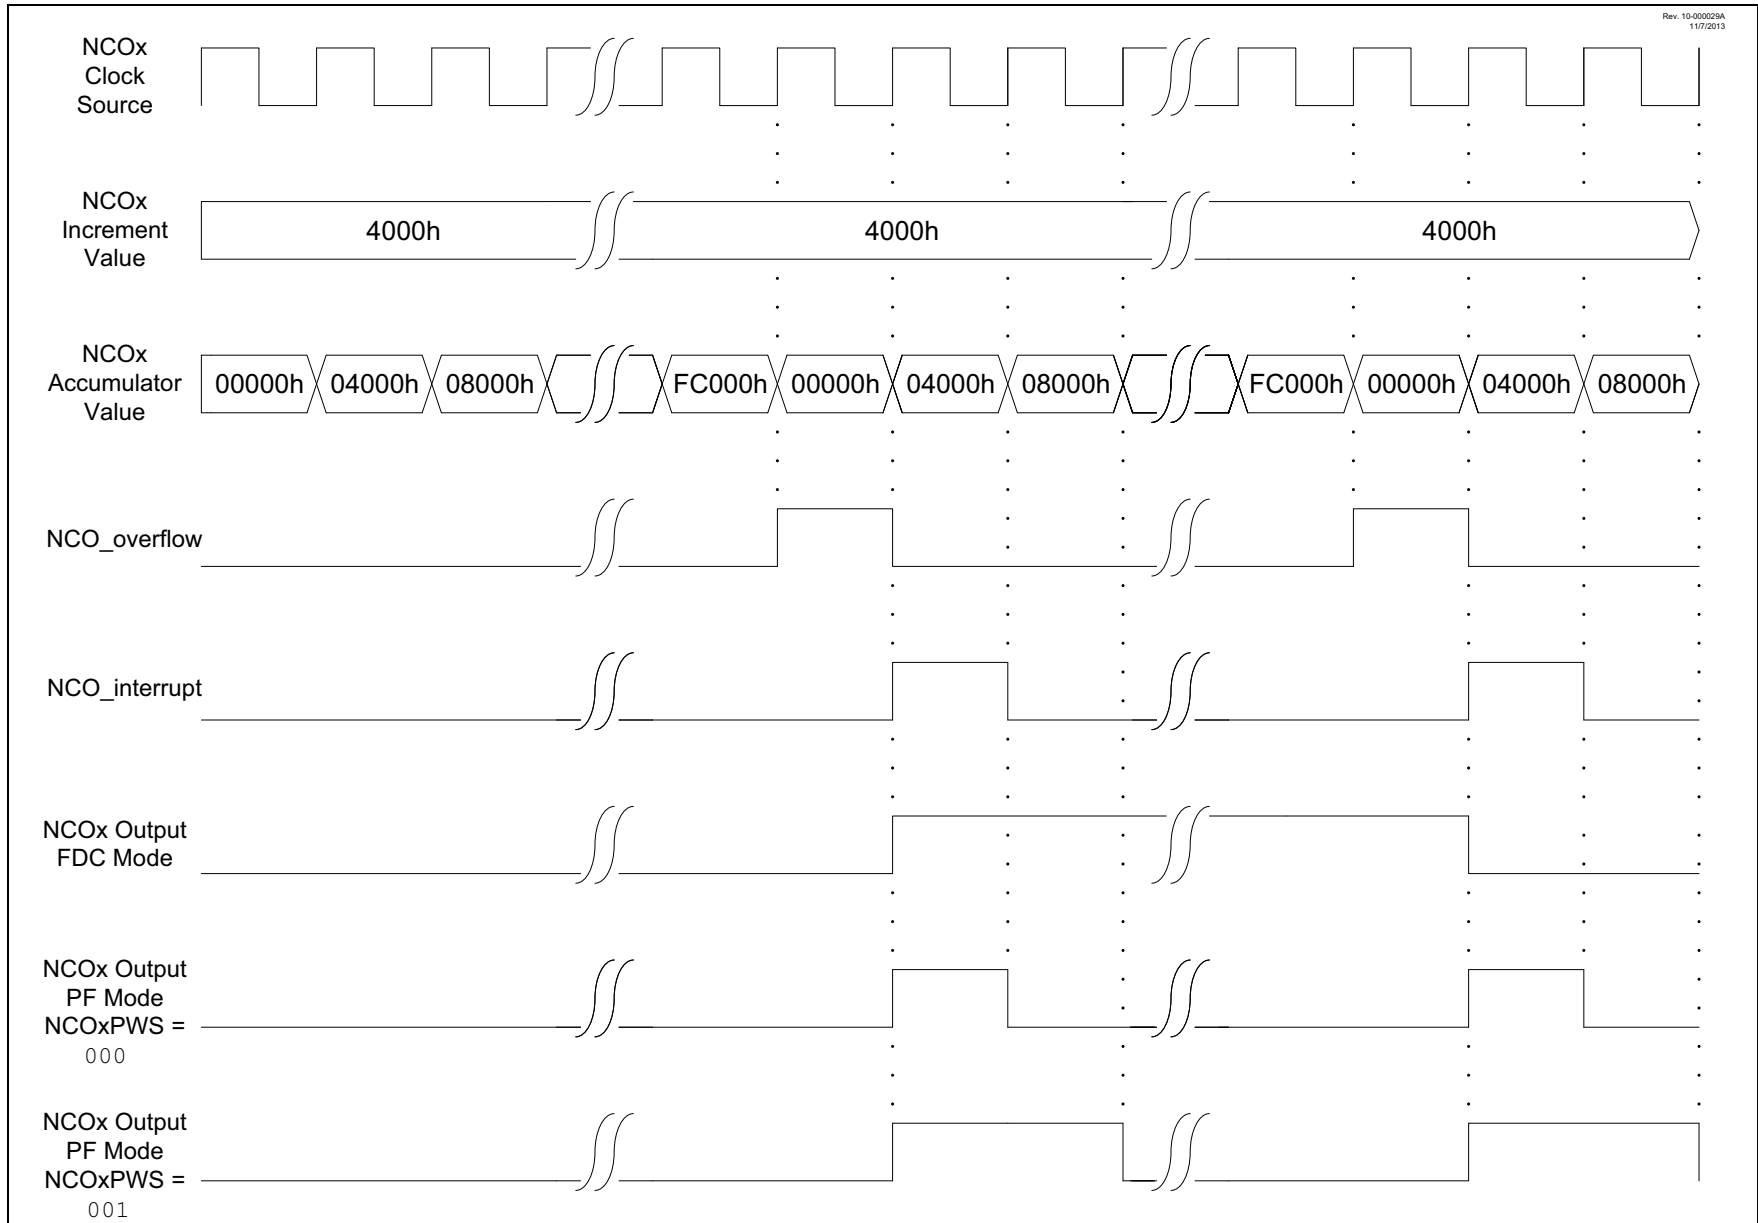 Rev. 10-000029A
11/7/2013
NCOx
Clock
Source
NCOx
Increment
Value
4000h
4000h
4000h
NCOx
Accumulator
Value
00000h
04000h
08000h
FC000h
00000h
04000h
08000h
FC000h
00000h
04000h
08000h
NCO_overflow
NCO_interrupt
NCOx Output
FDC Mode
NCOx Output
PF Mode
NCOxPWS =
000
NCOx Output
PF Mode
NCOxPWS =
001